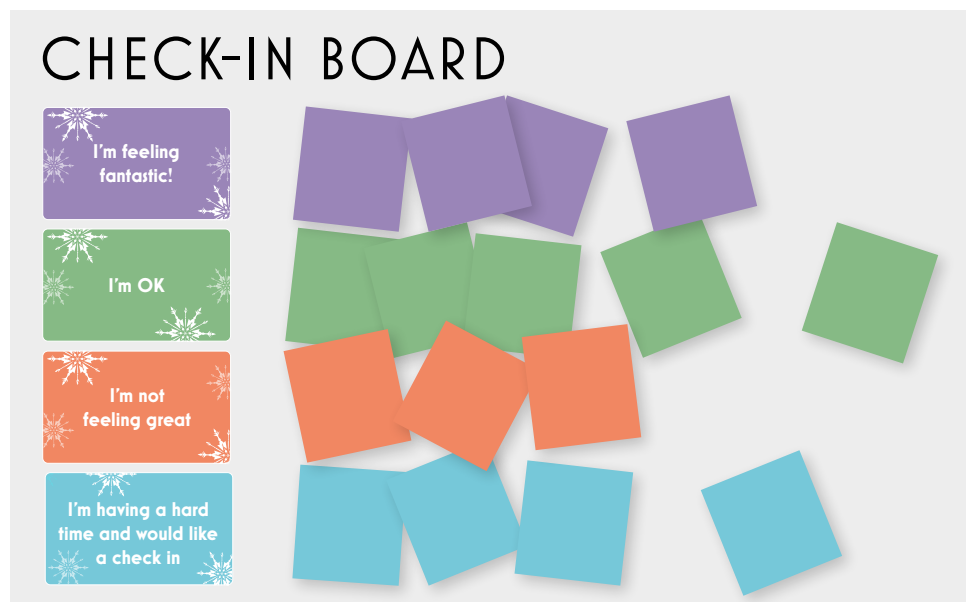 CHECK-IN BOARD
I'm feeling
fantastic!
I'm OK
I'm not
feeling great
I'm having a hard
time and would like
a check in